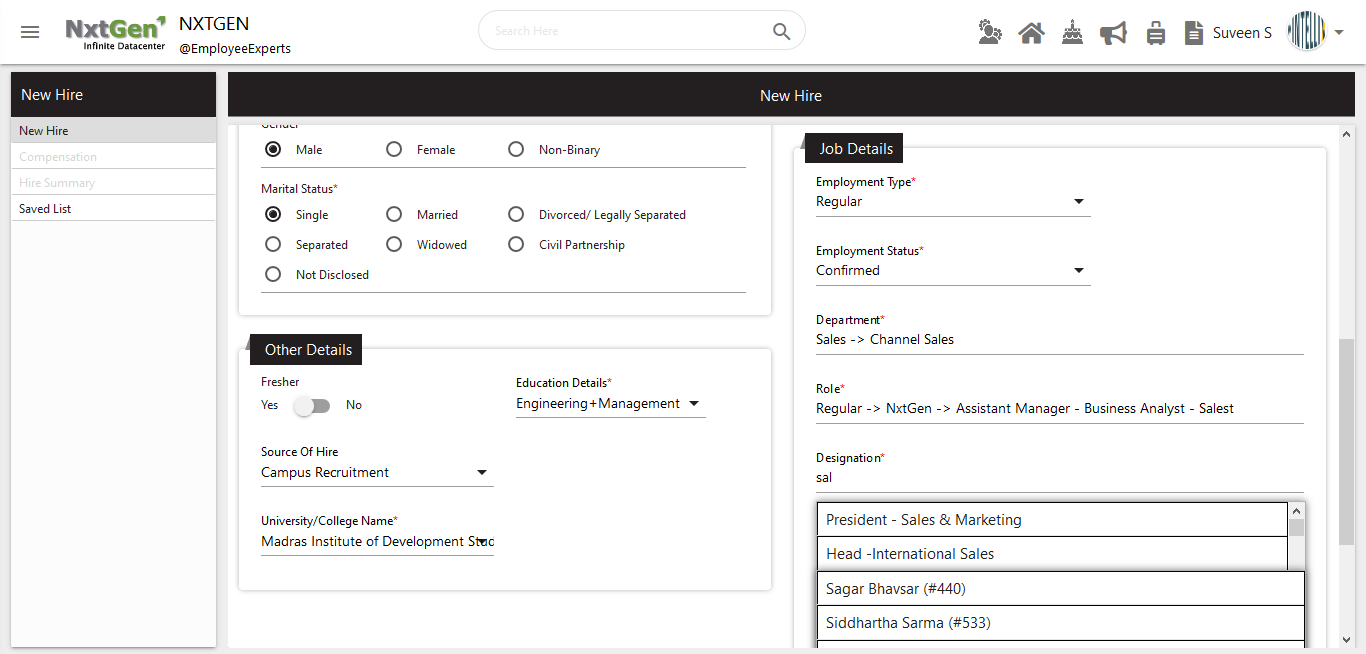 NxtGen
Infinite Datacenter
NXTGEN
@EmployeeExperts
Search Here
Suveen S
INTELI
New Hire
New Hire
Compensation
Hire Summary
Saved List
New Hire
Gender
Male
Female
Non-Binary
Marital Status*
Single
Married
Divorced/ Legally Separated
Separated
Widowed
Civil Partnership
Not Disclosed
Other Details
Fresher
Yes
No
Education Details*
Engineering+Management
Source Of Hire
Campus Recruitment
University/College Name*
Madras Institute of Development Stud
Job Details
Employment Type*
Regular
Employment Status*
Confirmed
Department*
Sales -> Channel Sales
Role*
Regular -> NxtGen -> Assistant Manager - Business Analyst - Salest
Designation*
sal
President - Sales & Marketing
Head -International Sales
Sagar Bhavsar (#440)
Siddhartha Sarma (#533)